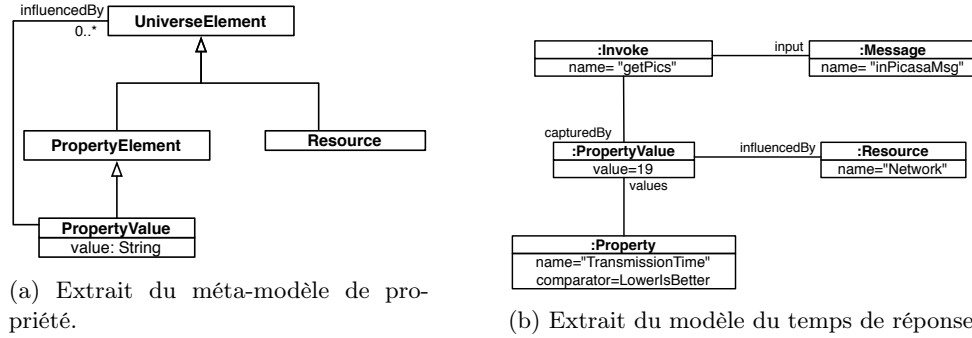 influencedBy
0..*
UniverseElement
PropertyElement
Resource
PropertyValue
value: String
(a) Extrait du méta-modèle de pro-
priété.
:Invoke
name= "getPics"
input
:Message
name= "inPicasaMsg"
capturedBy
:PropertyValue
value=19
values
influencedBy
:Resource
name="Network"
:Property
name="TransmissionTime"
comparator=LowerIsBetter
(b) Extrait du modèle du temps de réponse